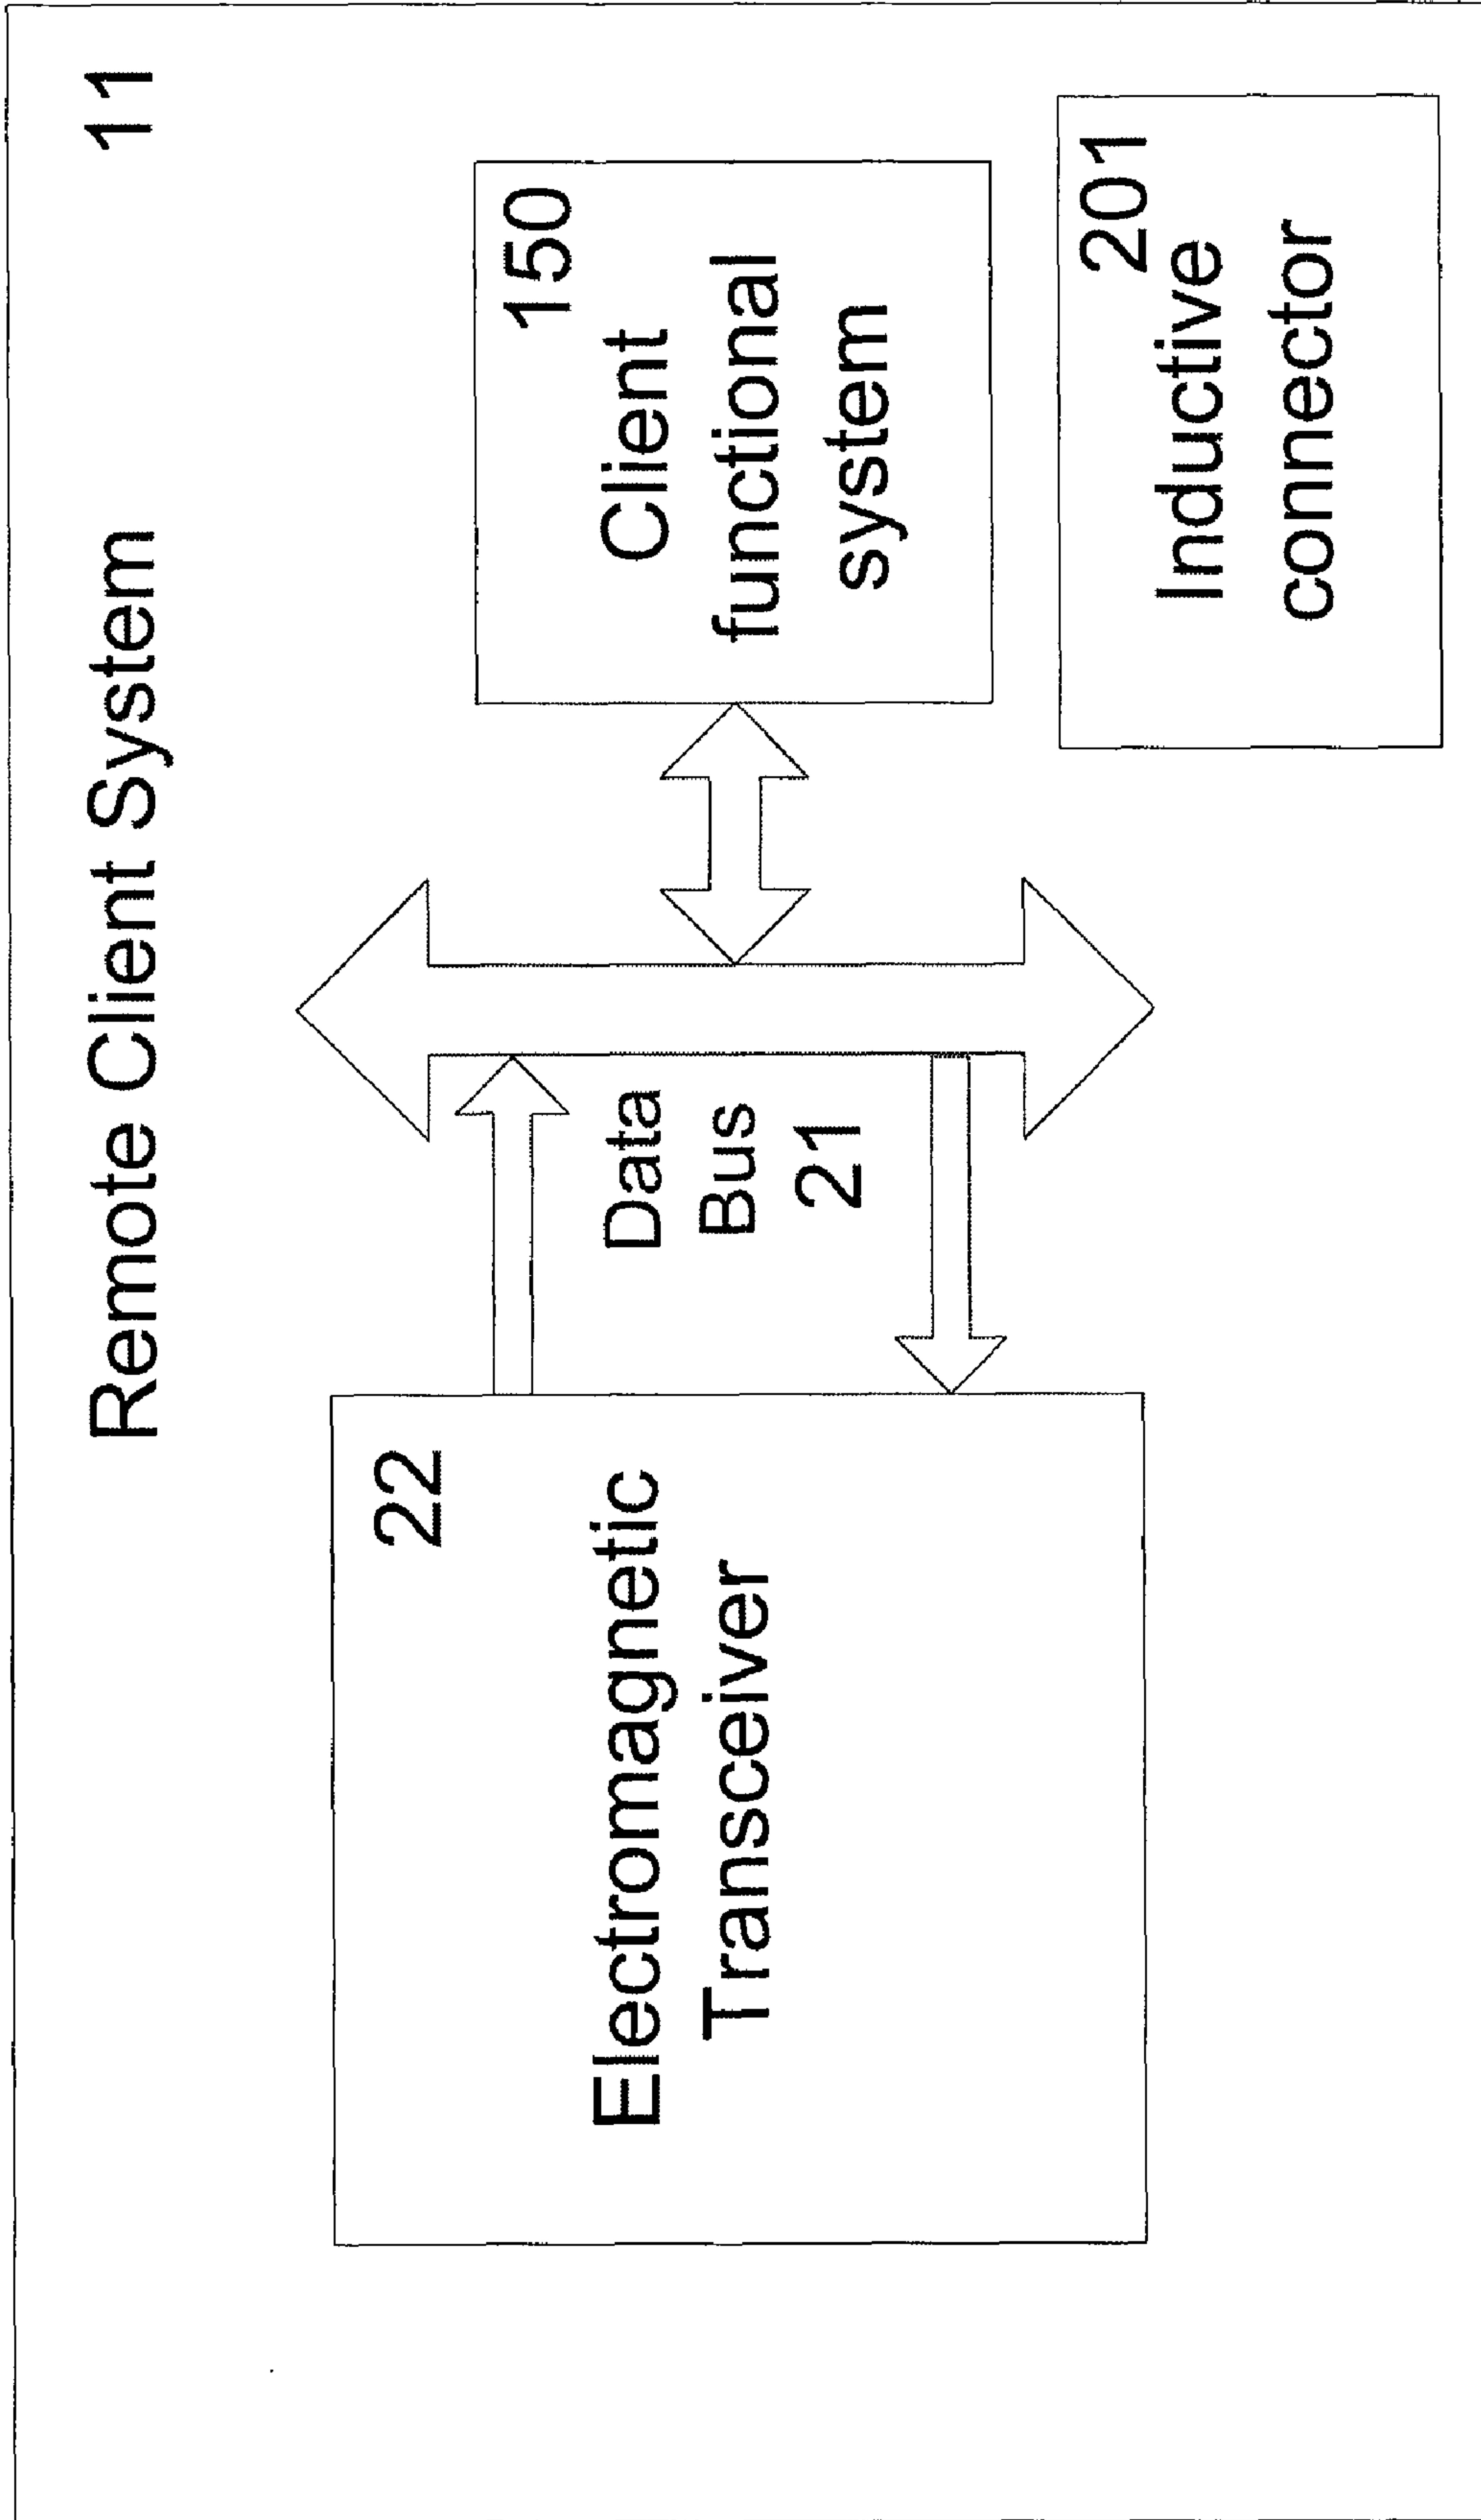 Remote Client System 11
22
Electromagnetic
Transceiver
Data
Bus
21
150
Client
functional
system
201
Inductive
connector